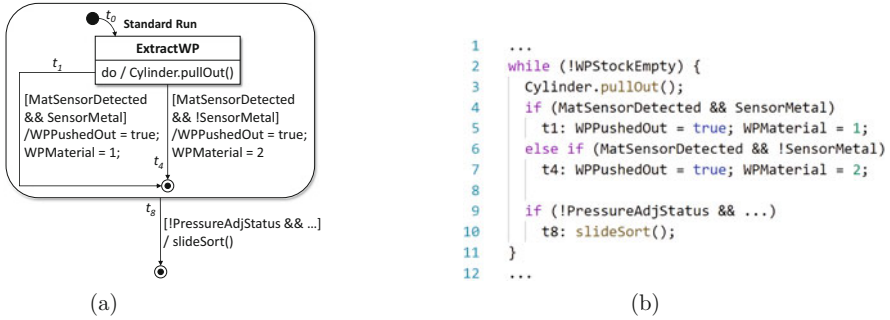 t0
Standard Run
ExtractWP
t1
do / Cylinder.pullOut()
[MatSensorDetected
&& SensorMetal]
/WPPushedOut = true;
WPMaterial = 1;
[MatSensorDetected
&& !SensorMetal]
/WPPushedOut = true;
WPMaterial = 2
t4
t8
[!PressureAdjStatus && ...]
/ slideSort()
(a)
1 ...
2 while (!WPStockEmpty) {
3 Cylinder.pullOut();
4 if (MatSensorDetected && SensorMetal)
5 t1: WPPushedOut = true; WPMaterial = 1;
6 else if (MatSensorDetected && !SensorMetal)
7 t4: WPPushedOut = true; WPMaterial = 2;
8
9 if (!PressureAdjStatus && ...)
10 t8: slideSort();
11 }
12 ...
(b)